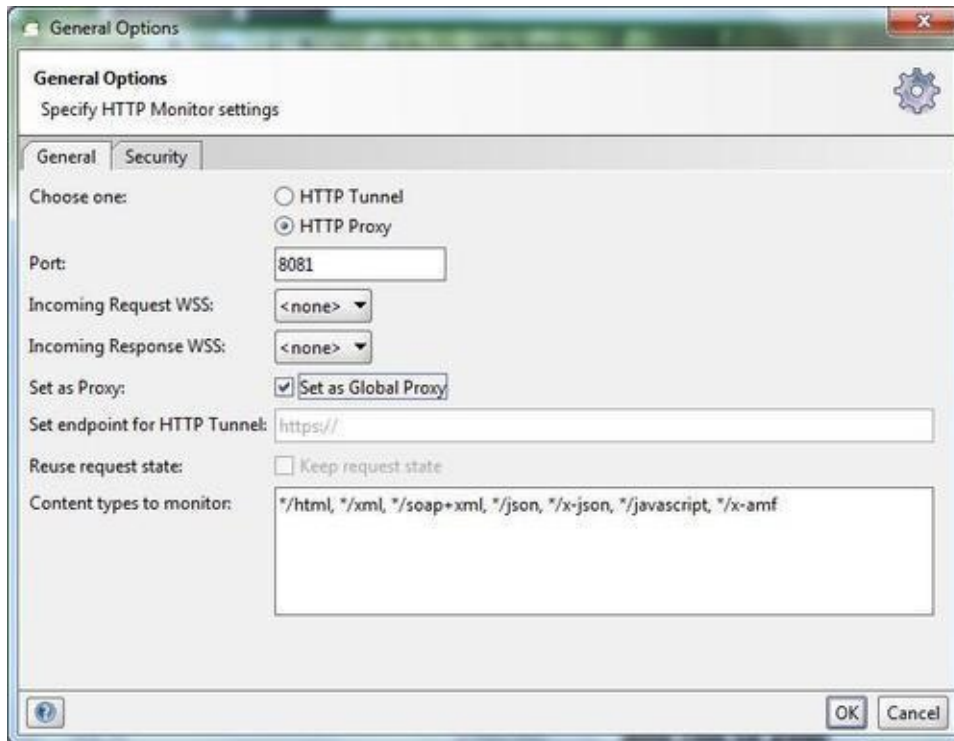 General Options
General Options
Specify HTTP Monitor settings
General Security
Choose one: HTTP Tunnel
HTTP Proxy
Port: 8081
Incoming Request WSS: <none>
Incoming Response WSS: <none>
Set as Proxy: Set as Global Proxy
Set endpoint for HTTP Tunnel: https://
Reuse request state: Keep request state
Content types to monitor: */html, */xml, */soap+xml, */json, */x-json, */javascript, */x-amf
OK Cancel